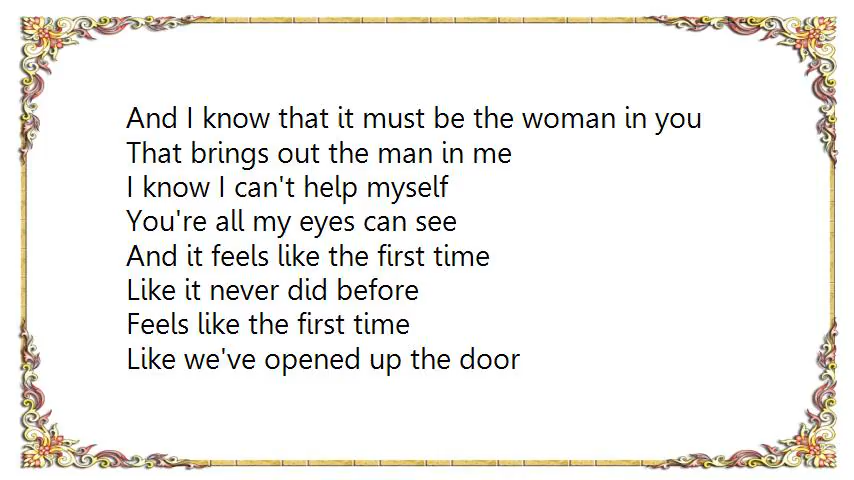 And I know that it must be the woman in you
That brings out the man in me
I know I can't help myself
You're all my eyes can see
And it feels like the first time
Like it never did before
Feels like the first time
Like we've opened up the door